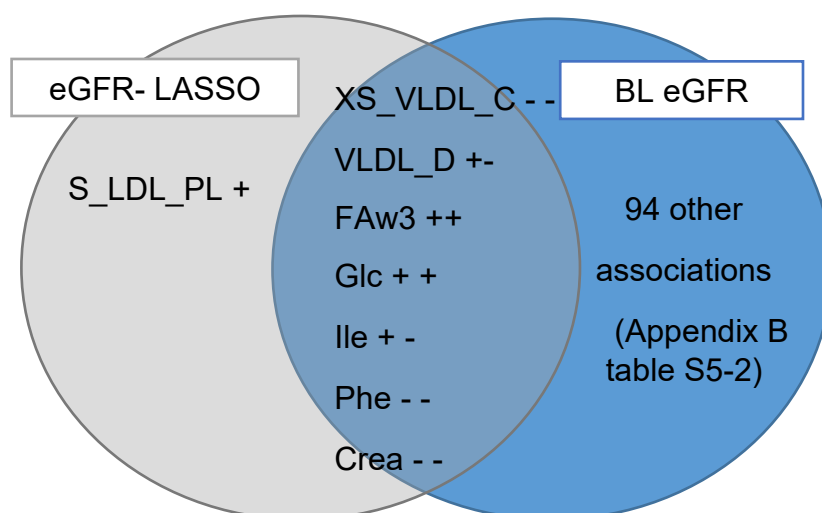 eGFR- LASSO
BL eGFR
S_LDL_PL +
XS_VLDL_C - -
VLDL_D +-
FAw3 ++
Glc + +
Ile + -
Phe - -
Crea - -
94 other
associations
(Appendix B
table S5-2)